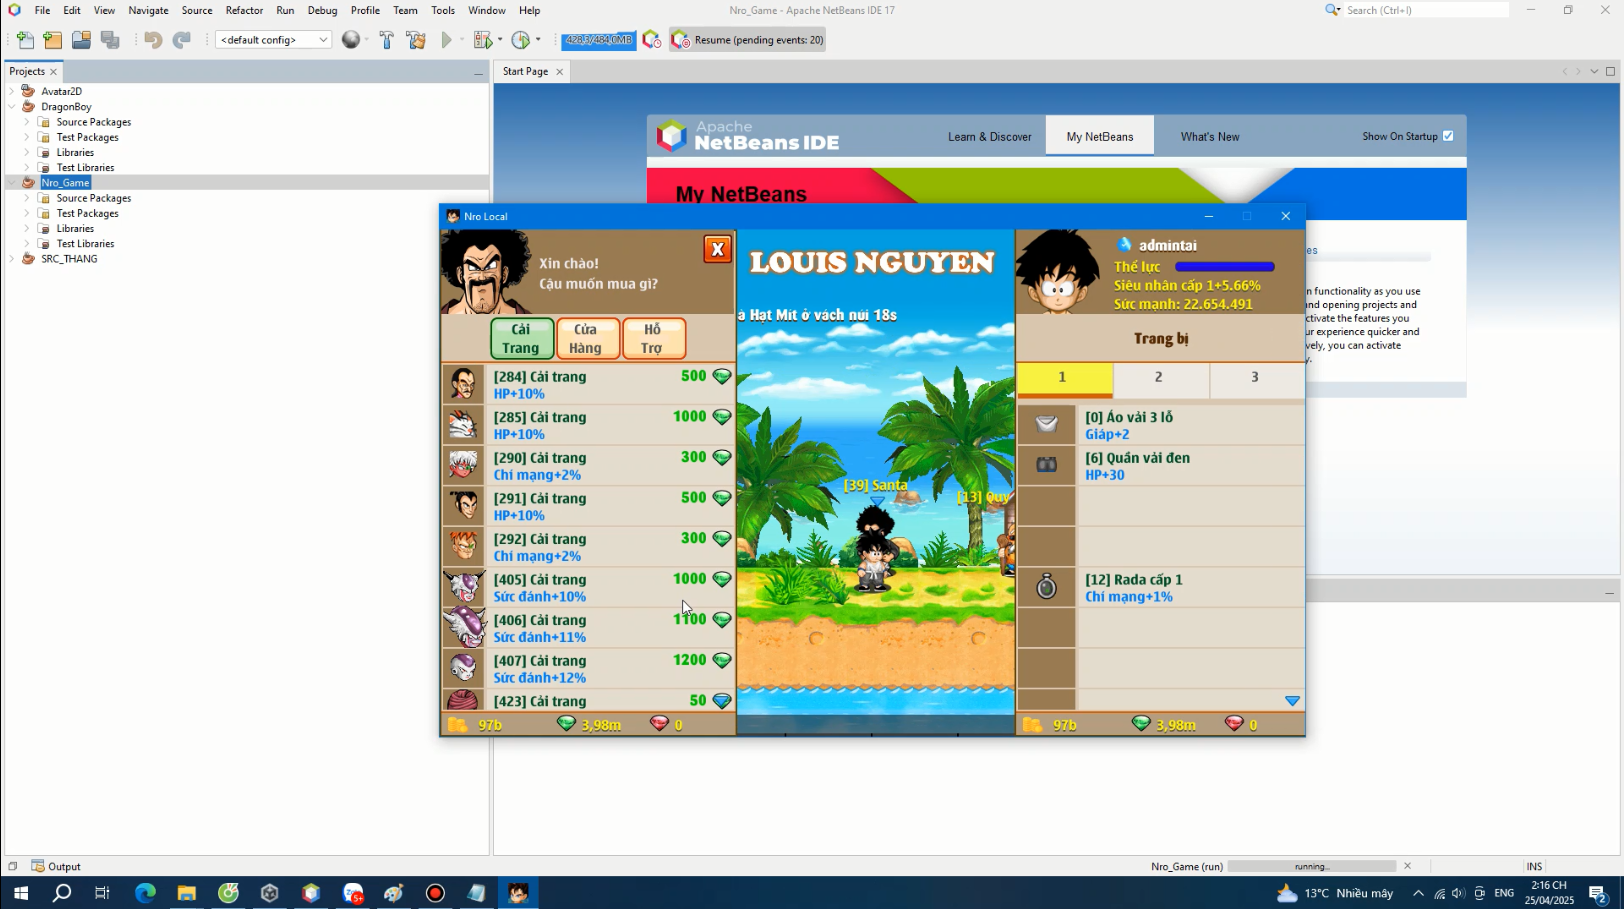 File Edit View Navigate Source Refactor Run Debug Profile Team Tools Window Help
Nro_Game - Apache NetBeans IDE 17
Search (Ctrl+I)
<default config>
428,3/484,0MB
Resume (pending events: 20)
Projects
Start Page
Avatar2D
DragonBoy
Source Packages
Test Packages
Libraries
Test Libraries
Nro_Game
Source Packages
Test Packages
Libraries
Test Libraries
SRC_THANG
Apache
NetBeans IDE
Learn & Discover
My NetBeans
What's New
Show On Startup
My NetBeans
n functionality as you use
nd opening projects and
ctivate the features you
ur experience quicker and
vely, you can activate
y.
Nro Local
Xin chào!
Cậu muốn mua gì?
X
Cải
Trang
Cửa
Hàng
Hỗ
Trợ
[284] Cải trang
500
HP+10%
[285] Cải trang
1000
HP+10%
[290] Cải trang
300
Chí mạng+2%
[291] Cải trang
500
HP+10%
[292] Cải trang
300
Chí mạng+2%
[405] Cải trang
1000
Sức đánh+10%
[406] Cải trang
1100
Sức đánh+11%
[407] Cải trang
1200
Sức đánh+12%
[423] Cải trang
50
97b
3,98m
0
LOUIS NGUYEN
à Hạt Mít ở vách núi 18s
[39] Santa
[13] Quy
admintai
Thể lực
Siêu nhân cấp 1+5.66%
Sức mạnh: 22.654.491
Trang bị
1
2
3
[0] Áo vải 3 lỗ
Giáp+2
[6] Quần vải đen
HP+30
[12] Rada cấp 1
Chí mạng+1%
97b
3,98m
0
Output
Nro_Game (run)
running...
INS
5+
13°C Nhiều mây
ENG
2:16 CH
25/04/2025
2